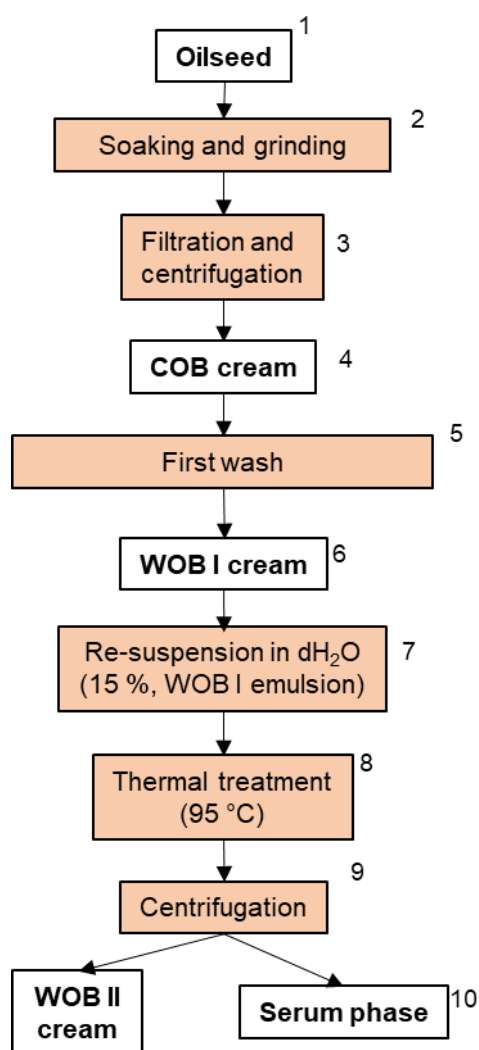 1
Oilseed
2
Soaking and grinding
3
Filtration and
centrifugation
4
COB cream
5
First wash
6
WOB I cream
7
Re-suspension in dH₂O
(15 %, WOB I emulsion)
8
Thermal treatment
(95 °C)
9
Centrifugation
WOB II
cream
10
Serum phase